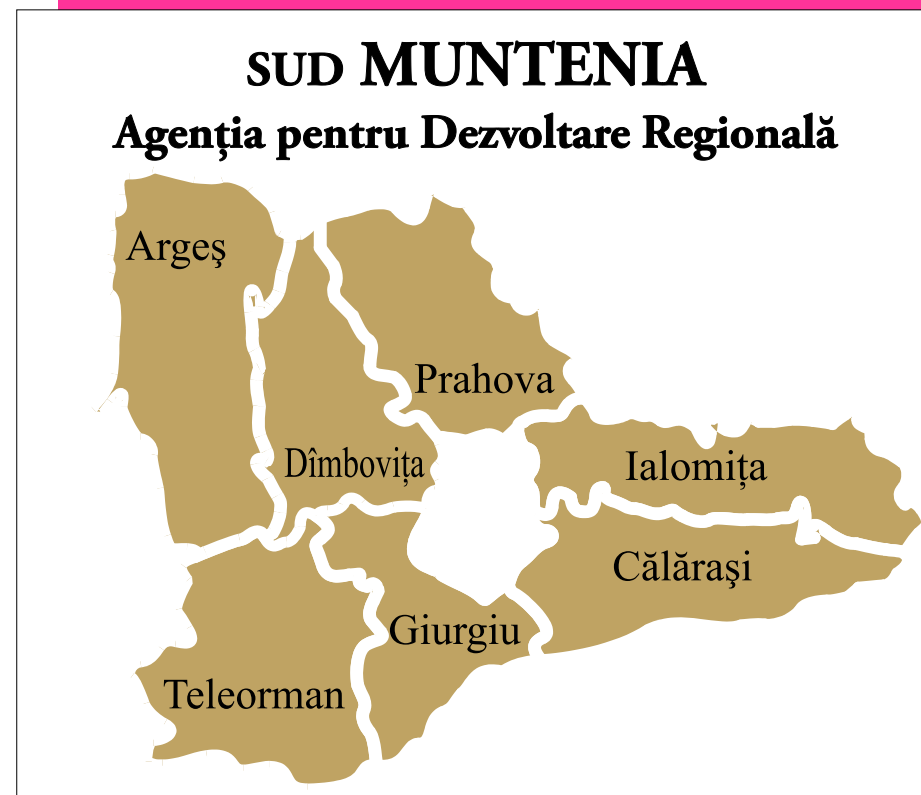 SUD MUNTENIA
Agenția pentru Dezvoltare Regională
Argeş
Prahova
Dîmbovița
Ialomița
Călăraşi
Giurgiu
Teleorman